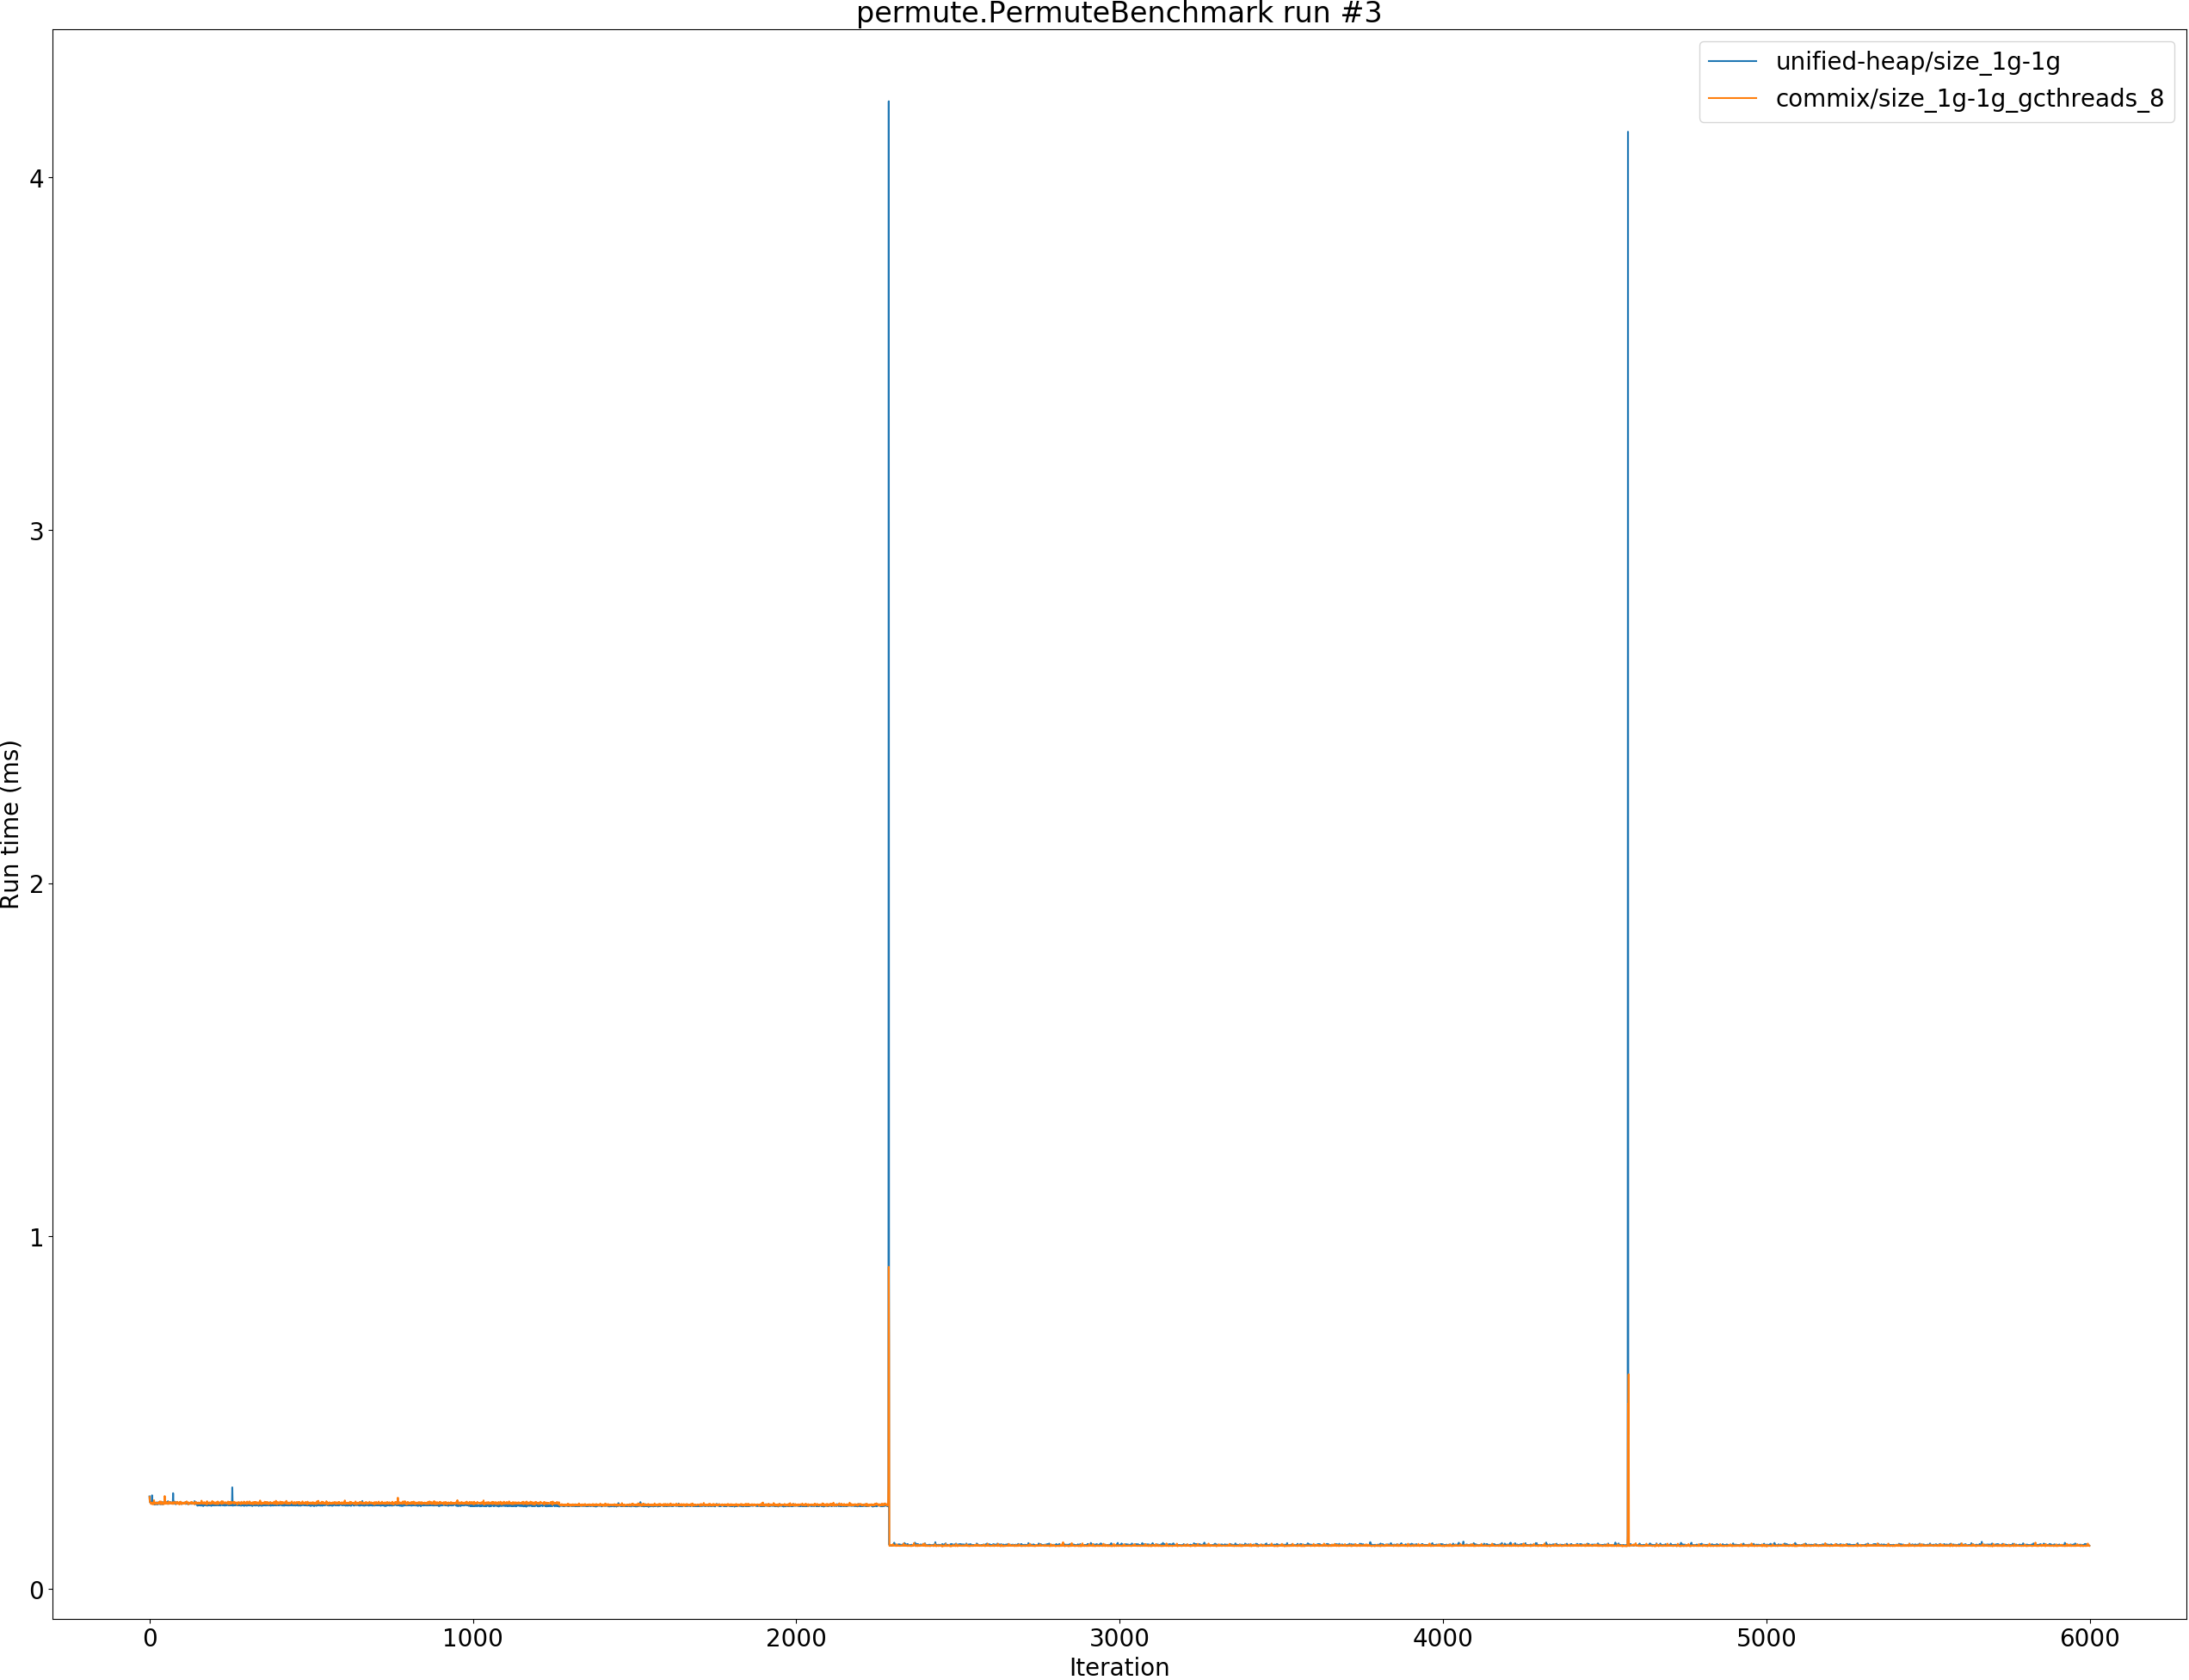 permute.PermuteBenchmark run #3
unified-heap/size_1g-1g
commix/size_1g-1g_gcthreads_8
4
3
2
1
0
Run time (ms)
0 1000 2000 3000 4000 5000 6000
Iteration